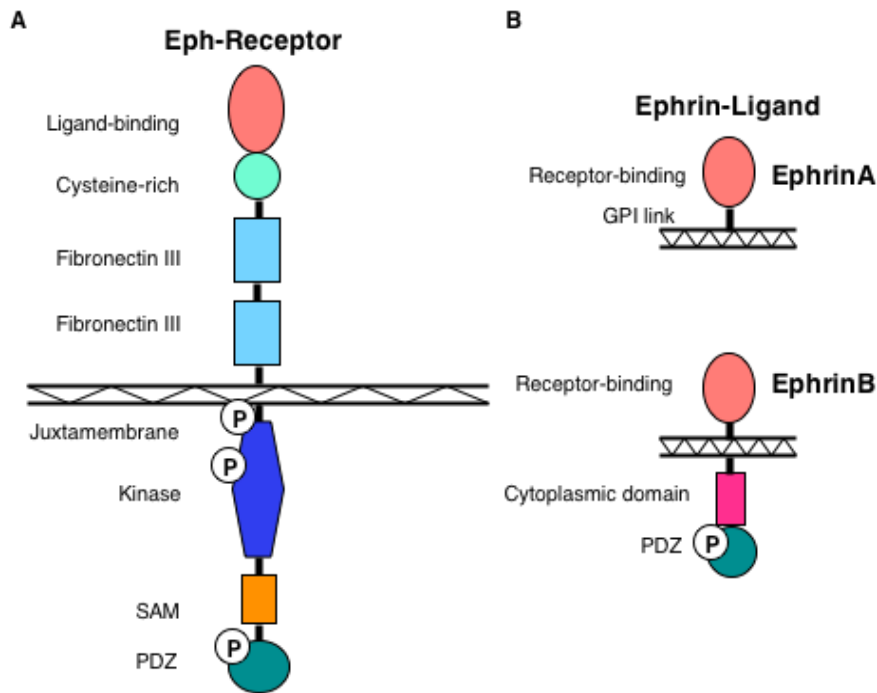 A
Eph-Receptor
Ligand-binding
Cysteine-rich
Fibronectin III
Fibronectin III
Juxtamembrane
P
P
Kinase
SAM
P
PDZ
B
Ephrin-Ligand
Receptor-binding
EphrinA
GPI link
Receptor-binding
EphrinB
Cytoplasmic domain
PDZ
P